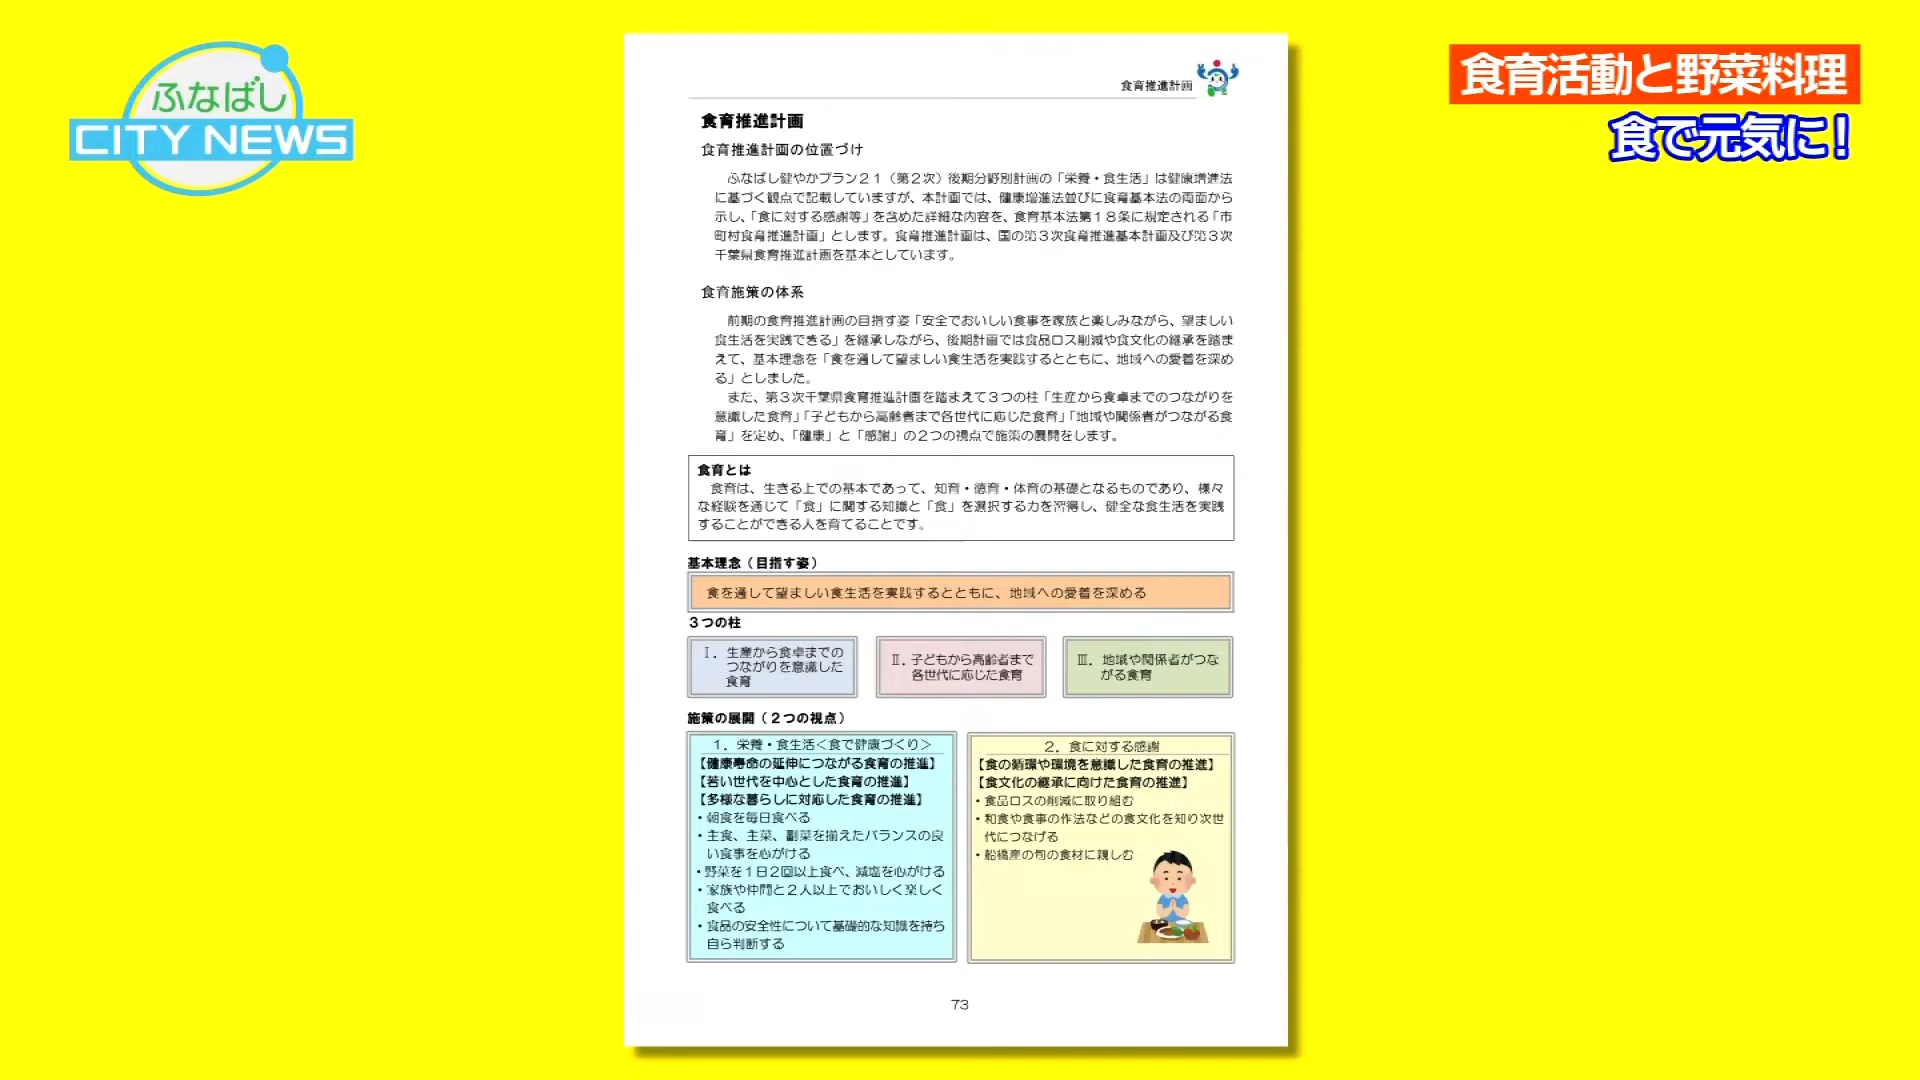 ふなばし
CITY NEWS
食育活動と野菜料理
食で元気に!
食育推進計画
食育推進計画
食育推進計画の位置づけ
ふなばし健やかプラン21(第2次)後期分野別計画の「栄養・食生活」は健康増進法
に基づく観点で記載していますが、本計画では、健康増進法並びに食育基本法の両面から
示し、「食に対する感謝等」を含めた詳細な内容を、食育基本法第18条に規定される「市
町村食育推進計画」とします。食育推進計画は、国の第3次食育推進基本計画及び第3次
千葉県食育推進計画を基本としています。
食育施策の体系
前期の食育推進計画の目指す姿「安全でおいしい食事を家族と楽しみながら、望ましい
食生活を実践できる」を継承しながら、後期計画では食品ロス削減や食文化の継承を踏ま
えて、基本理念を「食を通して望ましい食生活を実践するとともに、地域への愛着を深め
る」としました。
また、第3次千葉県食育推進計画を踏まえて3つの柱「生産から食卓までのつながりを
意識した食育」「子どもから高齢者まで各世代に応じた食育」「地域や関係者がつながる食
育」を定め、「健康」と「感謝」の2つの視点で施策の展開をします。
食育とは
食育は、生きる上での基本であって、知育・徳育・体育の基礎となるものであり、様々
な経験を通じて「食」に関する知識と「食」を選択する力を習得し、健全な食生活を実践
することができる人を育てることです。
基本理念(目指す姿)
食を通して望ましい食生活を実践するとともに、地域への愛着を深める
3つの柱
Ⅰ.生産から食卓までの
つながりを意識した
食育
Ⅱ.子どもから高齢者まで
各世代に応じた食育
Ⅲ.地域や関係者がつな
がる食育
施策の展開(2つの視点)
1.栄養・食生活<食で健康づくり>
【健康寿命の延伸につながる食育の推進】
【若い世代を中心とした食育の推進】
【多様な暮らしに対応した食育の推進】
・朝食を毎日食べる
・主食、主菜、副菜を揃えたバランスの良
い食事を心がける
・野菜を1日2回以上食べ、減塩を心がける
・家族や仲間と2人以上でおいしく楽しく
食べる
・食品の安全性について基礎的な知識を持ち
自ら判断する
2.食に対する感謝
【食の循環や環境を意識した食育の推進】
【食文化の継承に向けた食育の推進】
・食品ロスの削減に取り組む
・和食や食事の作法などの食文化を知り次世
代につなげる
・船橋産の旬の食材に親しむ
73